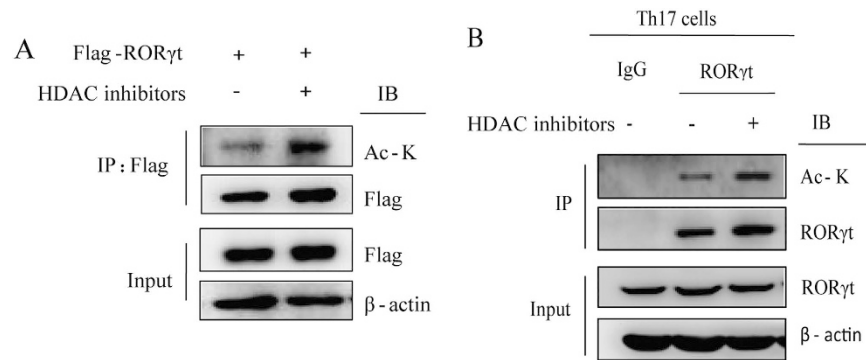 A
Flag -RORγt + +
HDAC inhibitors - + IB
IP : Flag
Ac - K
Flag
Input
Flag
β - actin
B
Th17 cells
IgG RORγt
HDAC inhibitors - - + IB
IP
Ac - K
RORγt
Input
RORγt
β - actin